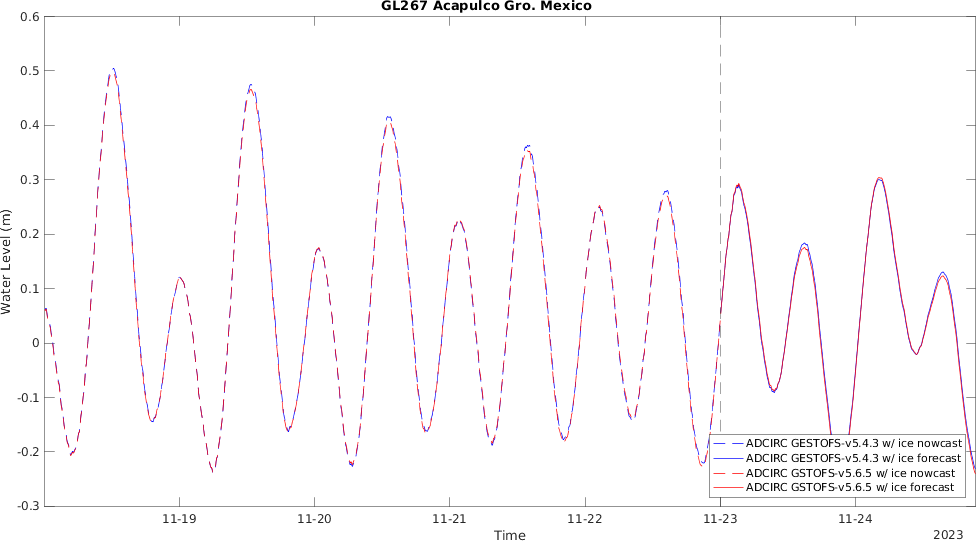 GL267 Acapulco Gro. Mexico
0.6
0.5
0.4
0.3
0.2
0.1
0
-0.1
-0.2
-0.3
Water Level (m)
ADCIRC GESTOFS-v5.4.3 w/ ice nowcast
ADCIRC GESTOFS-v5.4.3 w/ ice forecast
ADCIRC GSTOFS-v5.6.5 w/ ice nowcast
ADCIRC GSTOFS-v5.6.5 w/ ice forecast
11-19 11-20 11-21 11-22 11-23 11-24
Time
2023